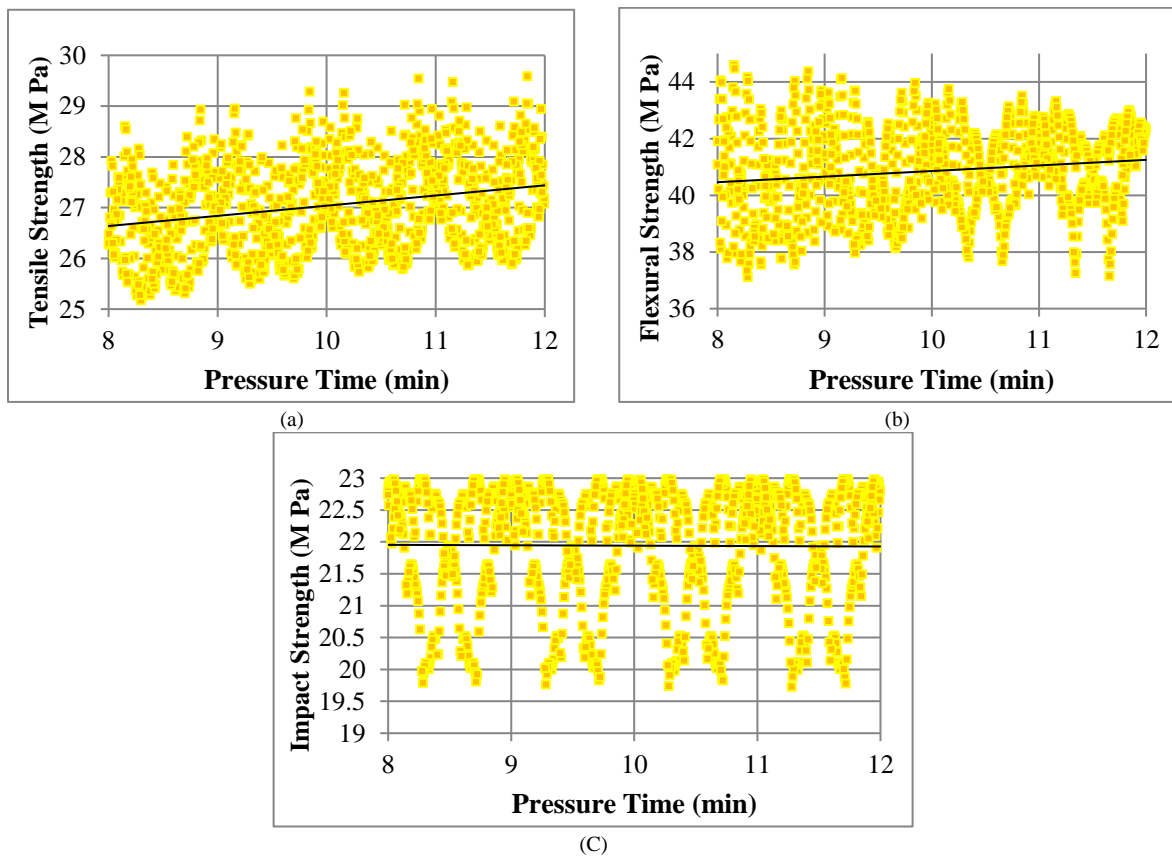 Tensile Strength (M Pa)
30
29
28
27
26
25
8 9 10 11 12
Pressure Time (min)
(a)
Flexural Strength (M Pa)
44
42
40
38
36
8 9 10 11 12
Pressure Time (min)
(b)
Impact Strength (M Pa)
23
22.5
22
21.5
21
20.5
20
19.5
19
8 9 10 11 12
Pressure Time (min)
(C)